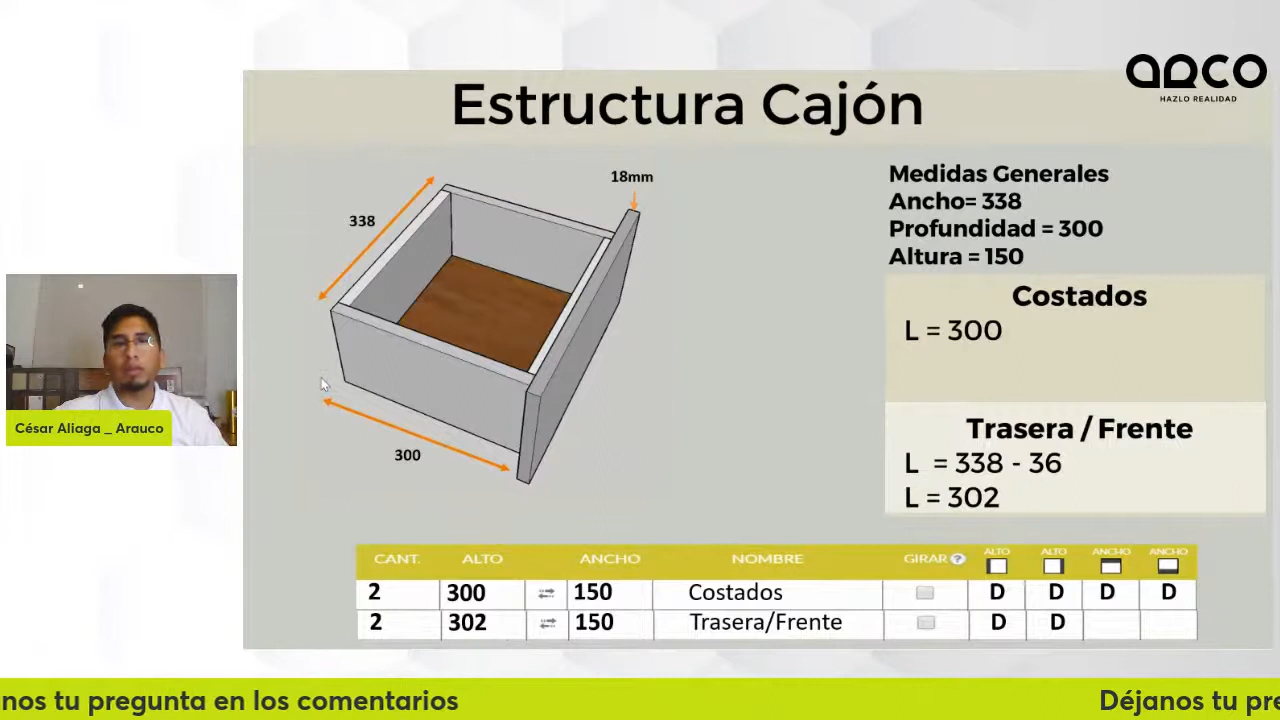 ARCO
HAZLO REALIDAD
Estructura Cajón
18mm
338
300
Medidas Generales
Ancho= 338
Profundidad = 300
Altura = 150
Costados
L = 300
Trasera / Frente
L = 338 - 36
L = 302
CANT. ALTO ANCHO NOMBRE GIRAR ? ALTO ALTO ANCHO ANCHO
2 300 150 Costados D D D D
2 302 150 Trasera/Frente D D
César Aliaga _ Arauco
nos tu pregunta en los comentarios
Déjanos tu pre